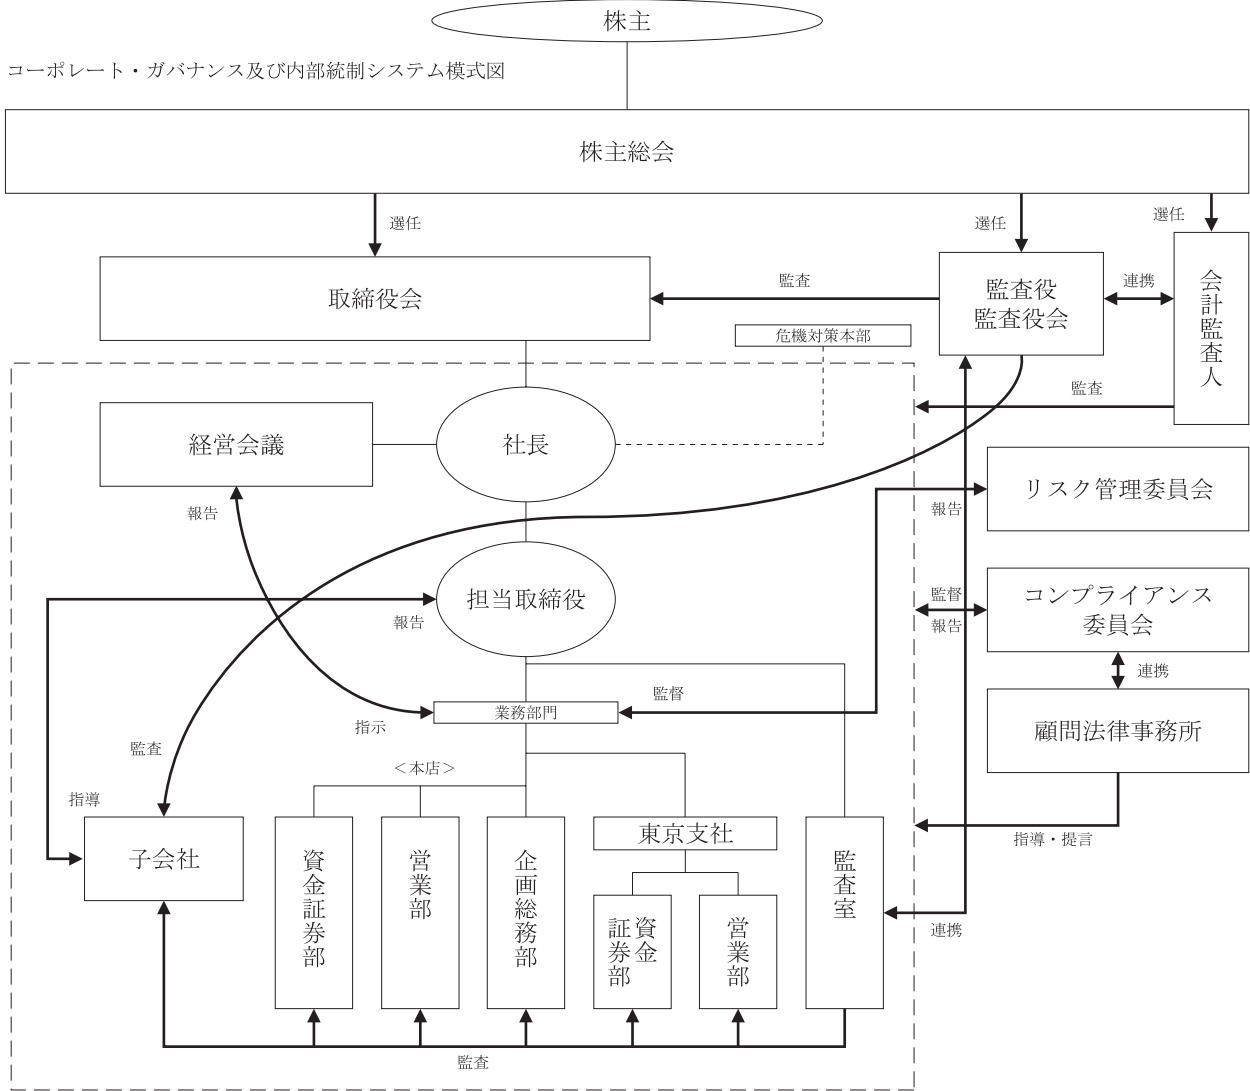 株主
コーポレート・ガバナンス及び内部統制システム模式図
株主総会
選任
選任
選任
取締役会
監査
監査役
監査役会
連携
会計監査人
危機対策本部
監査
経営会議
社長
報告
リスク管理委員会
報告
担当取締役
報告
監督
報告
コンプライアンス
委員会
連携
監督
業務部門
指示
顧問法律事務所
監査
＜本店＞
指導
子会社
資金証券部
営業部
企画総務部
東京支社
資金
証券部
営業部
監査室
指導・提言
連携
監査